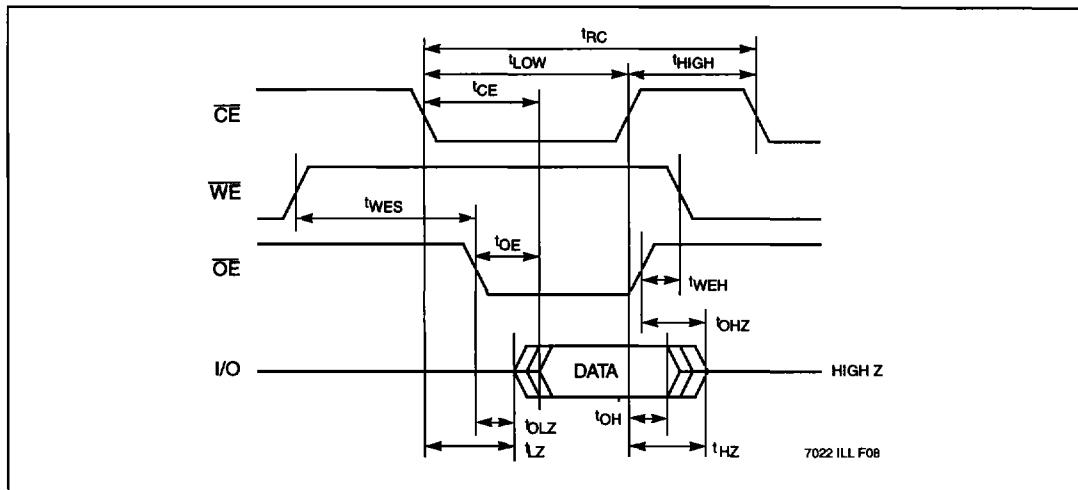 tRC
tLOW
tHIGH
tCE
CE
WE
tWES
tOE
OE
tWEH
tOHZ
I/O
DATA
HIGH Z
tOLZ
tOH
tLZ
tHZ
7022 ILL F08